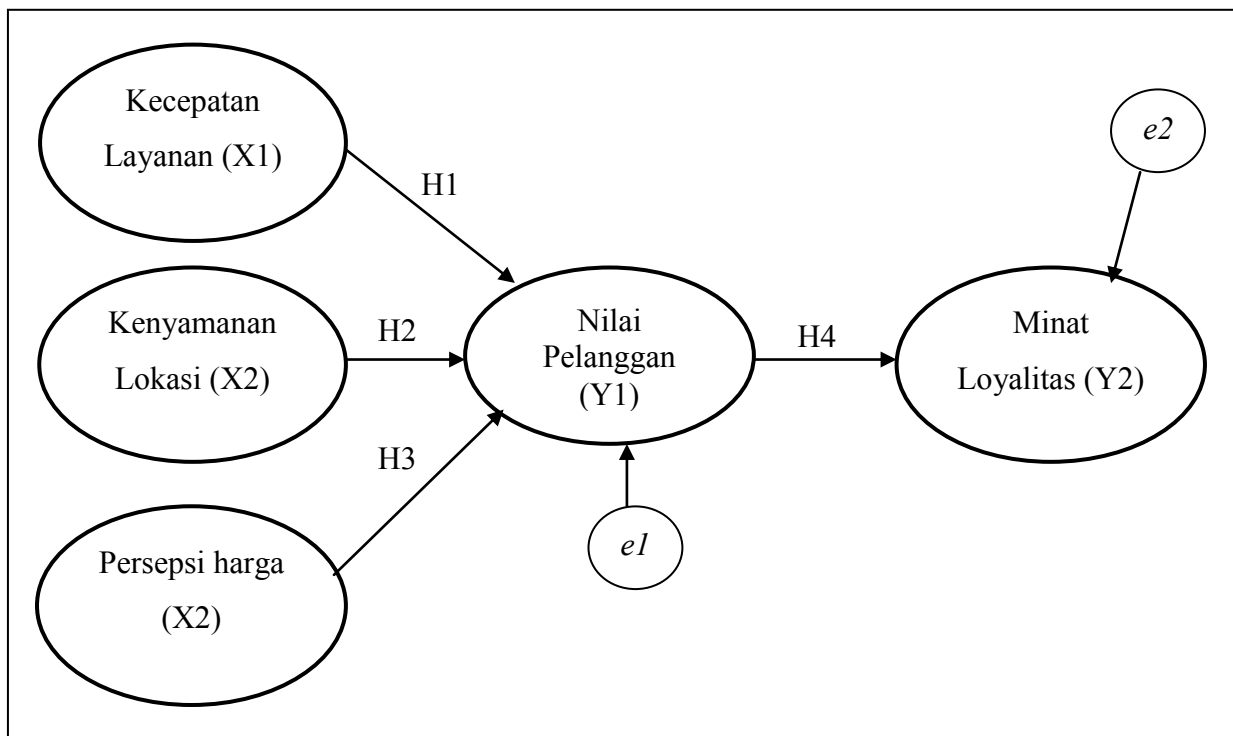 Kecepatan
Layanan (X1)
e2
H1
Kenyamanan
Lokasi (X2)
H2
Nilai
Pelanggan
(Y1)
H4
Minat
Loyalitas (Y2)
H3
Persepsi harga
(X2)
e1